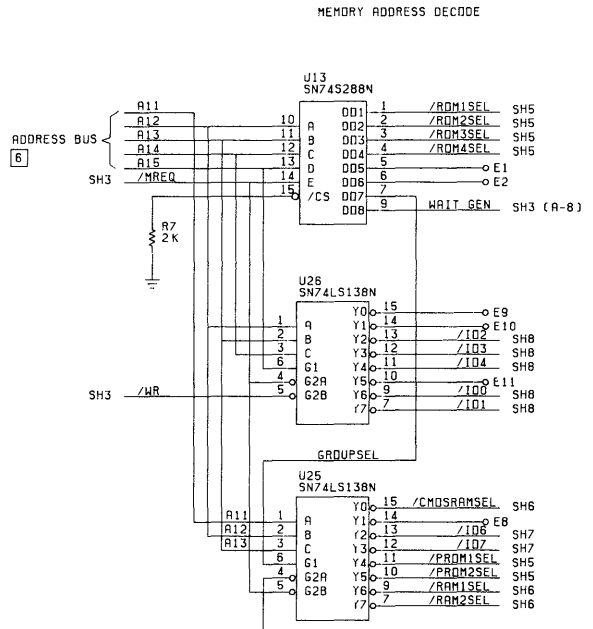 MEMORY ADDRESS DECODE
U13
SN74S288N
ADDRESS BUS
6
A11
A12
A13
A14
A15
SH3 /MREQ
10 A
11 B
12 C
13 D
14 E
15 /CS
DO1 1 /ROM1SEL SH5
DO2 2 /ROM2SEL SH5
DO3 3 /ROM3SEL SH5
DO4 4 /ROM4SEL SH5
DO5 5 E1
DO6 6 E2
DO7 7
DO8 9 WAIT GEN SH3 (A-8)
R7
2K
U26
SN74LS138N
1 A
2 B
3 C
6 G1
4 G2A
5 G2B
SH3 /WR
Y0 15 E9
Y1 14 E10
Y2 13 /IO2 SH8
Y3 12 /IO3 SH8
Y4 11 /IO4 SH8
Y5 10 E11
Y6 9 /IO0 SH8
Y7 7 /IO1 SH8
GROUPSEL
U25
SN74LS138N
A11 1 A
A12 2 B
A13 3 C
6 G1
4 G2A
5 G2B
Y0 15 /CMOSRAMSEL SH6
Y1 14 E8
Y2 13 /IO6 SH7
Y3 12 /IO7 SH7
Y4 11 /PROM1SEL SH5
Y5 10 /PROM2SEL SH5
Y6 9 /RAM1SEL SH6
Y7 7 /RAM2SEL SH6